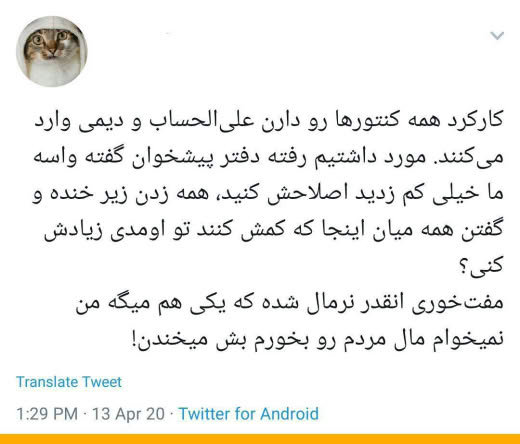 کارکرد همه کنتورها رو دارن علی‌الحساب و دیمی وارد
می‌کنند. مورد داشتیم رفته دفتر پیشخوان گفته واسه
ما خیلی کم زدید اصلاحش کنید، همه زدن زیر خنده و
گفتن همه میان اینجا که کمش کنند تو اومدی زیادش
کنی؟
مفت‌خوری انقدر نرمال شده که یکی هم میگه من
نمیخوام مال مردم رو بخورم بش میخندن!
Translate Tweet
1:29 PM · 13 Apr 20 · Twitter for Android